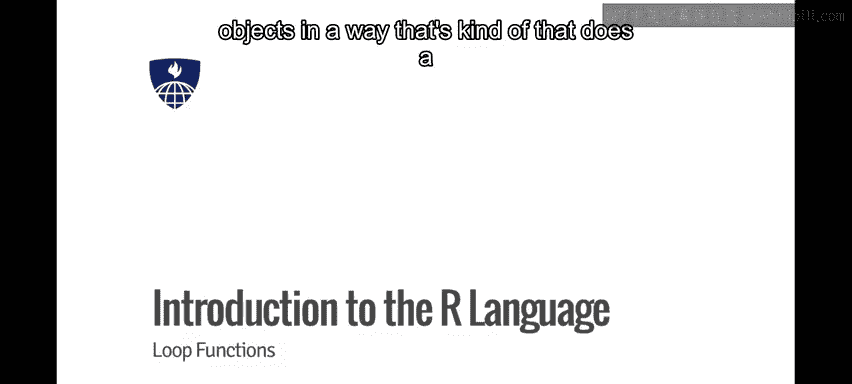 objects in a way that's kind of that does
a
Introduction to the R Language
Loop Functions